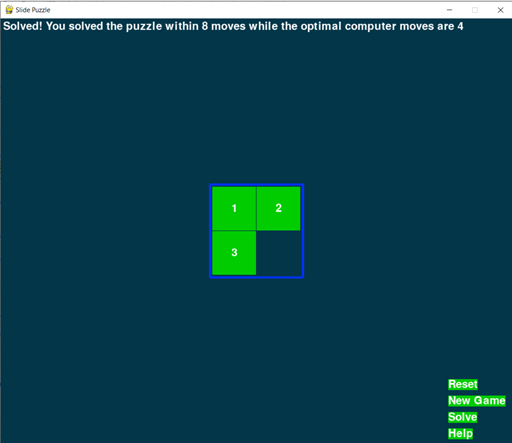 Slide Puzzle
Solved! You solved the puzzle within 8 moves while the optimal computer moves are 4
1 2
3
Reset
New Game
Solve
Help